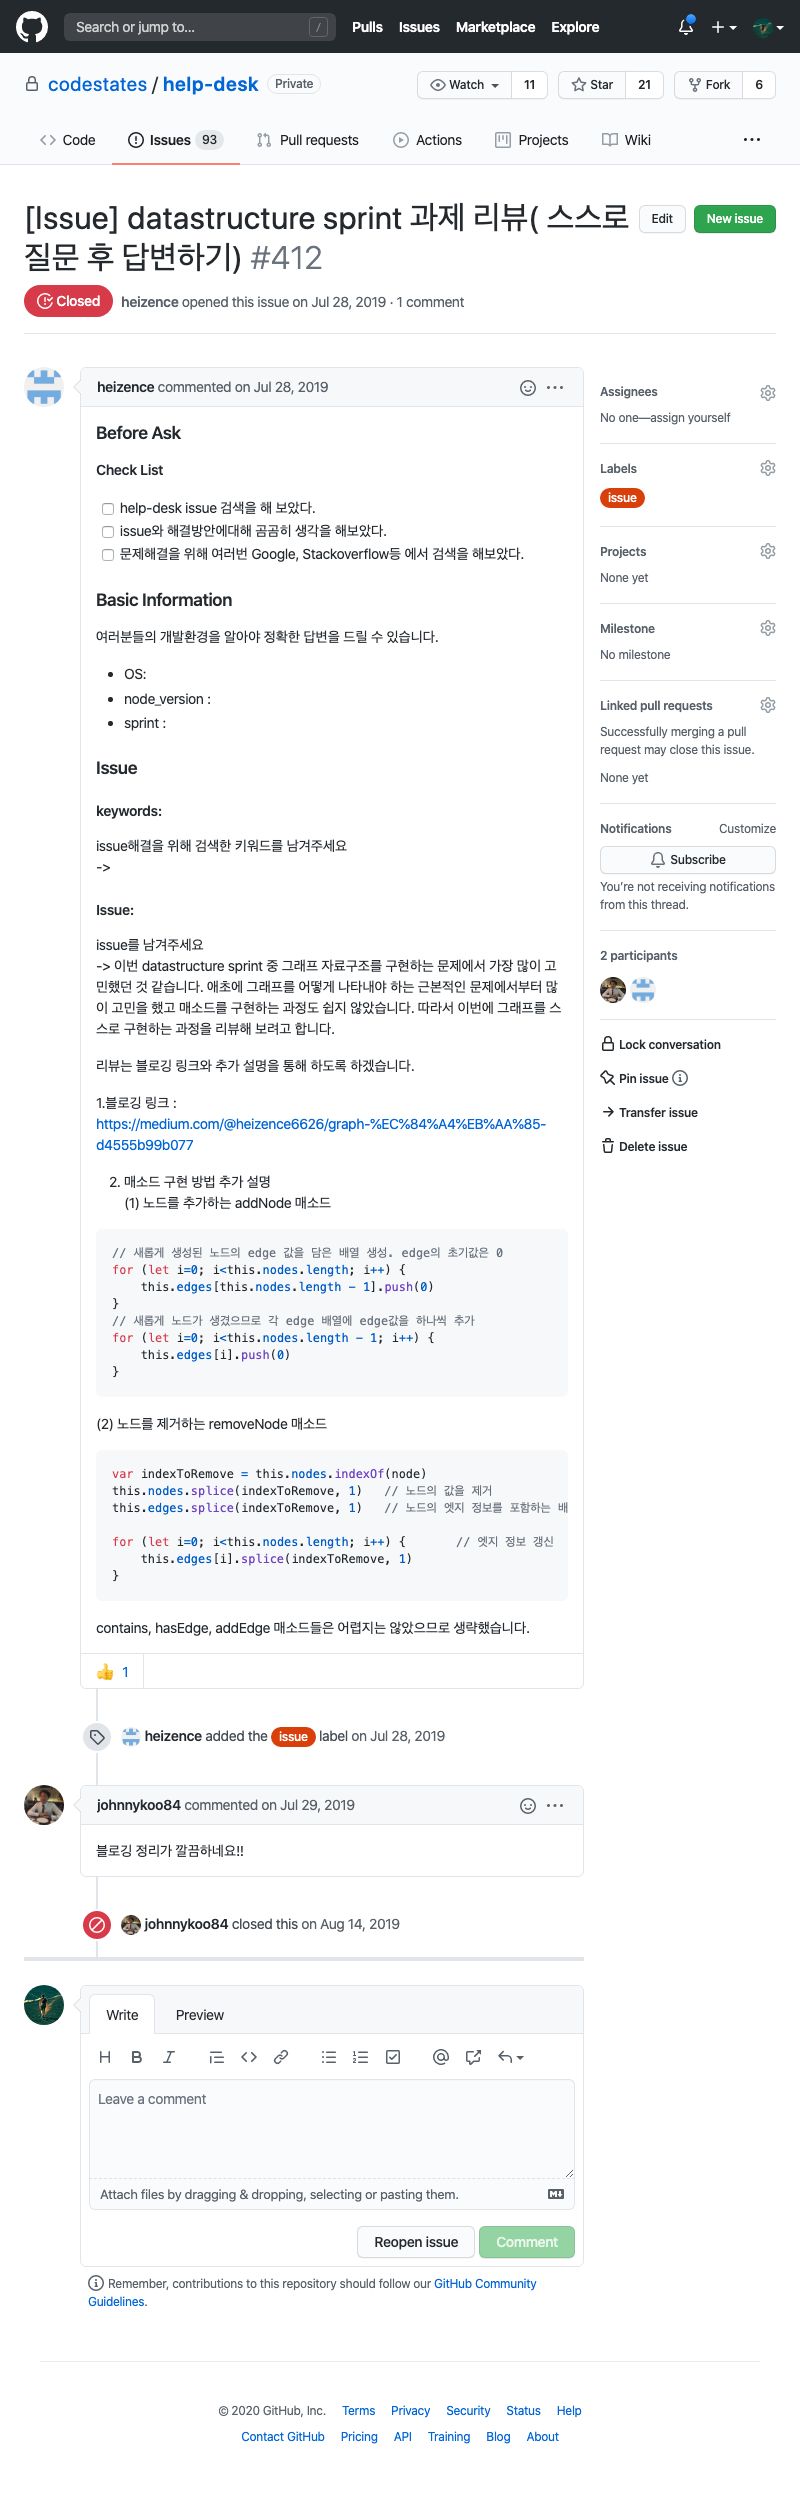 Search or jump to...
/
Pulls
Issues
Marketplace
Explore
codestates / help-desk
Private
Watch
11
Star
21
Fork
6
Code
Issues 93
Pull requests
Actions
Projects
Wiki
[Issue] datastructure sprint 과제 리뷰( 스스로
질문 후 답변하기) #412
Edit
New issue
Closed
heizence opened this issue on Jul 28, 2019 · 1 comment
heizence commented on Jul 28, 2019
Before Ask
Check List
help-desk issue 검색을 해 보았다.
issue와 해결방안에대해 곰곰히 생각을 해보았다.
문제해결을 위해 여러번 Google, Stackoverflow등 에서 검색을 해보았다.
Basic Information
여러분들의 개발환경을 알아야 정확한 답변을 드릴 수 있습니다.
• OS:
• node_version :
• sprint :
Issue
keywords:
issue해결을 위해 검색한 키워드를 남겨주세요
->
Issue:
issue를 남겨주세요
-> 이번 datastructure sprint 중 그래프 자료구조를 구현하는 문제에서 가장 많이 고
민했던 것 같습니다. 애초에 그래프를 어떻게 나타내야 하는 근본적인 문제에서부터 많
이 고민을 했고 매소드를 구현하는 과정도 쉽지 않았습니다. 따라서 이번에 그래프를 스
스로 구현하는 과정을 리뷰해 보려고 합니다.
리뷰는 블로깅 링크와 추가 설명을 통해 하도록 하겠습니다.
1.블로깅 링크 :
https://medium.com/@heizence6626/graph-%EC%84%A4%EB%AA%85-
d4555b99b077
2. 매소드 구현 방법 추가 설명
(1) 노드를 추가하는 addNode 매소드
// 새롭게 생성된 노드의 edge 값을 담은 배열 생성. edge의 초기값은 0
for (let i=0; i<this.nodes.length; i++) {
this.edges[this.nodes.length - 1].push(0)
}
// 새롭게 노드가 생겼으므로 각 edge 배열에 edge값을 하나씩 추가
for (let i=0; i<this.nodes.length - 1; i++) {
this.edges[i].push(0)
}
(2) 노드를 제거하는 removeNode 매소드
var indexToRemove = this.nodes.indexOf(node)
this.nodes.splice(indexToRemove, 1) // 노드의 값을 제거
this.edges.splice(indexToRemove, 1) // 노드의 엣지 정보를 포함하는 배
for (let i=0; i<this.nodes.length; i++) { // 엣지 정보 갱신
this.edges[i].splice(indexToRemove, 1)
}
contains, hasEdge, addEdge 매소드들은 어렵지는 않았으므로 생략했습니다.
👍 1
heizence added the issue label on Jul 28, 2019
johnnykoo84 commented on Jul 29, 2019
블로깅 정리가 깔끔하네요!!
johnnykoo84 closed this on Aug 14, 2019
Write
Preview
Leave a comment
Attach files by dragging & dropping, selecting or pasting them.
Reopen issue
Comment
Remember, contributions to this repository should follow our GitHub Community
Guidelines.
Assignees
No one—assign yourself
Labels
issue
Projects
None yet
Milestone
No milestone
Linked pull requests
Successfully merging a pull
request may close this issue.
None yet
Notifications
Customize
Subscribe
You're not receiving notifications
from this thread.
2 participants
Lock conversation
Pin issue
Transfer issue
Delete issue
© 2020 GitHub, Inc.
Terms
Privacy
Security
Status
Help
Contact GitHub
Pricing
API
Training
Blog
About